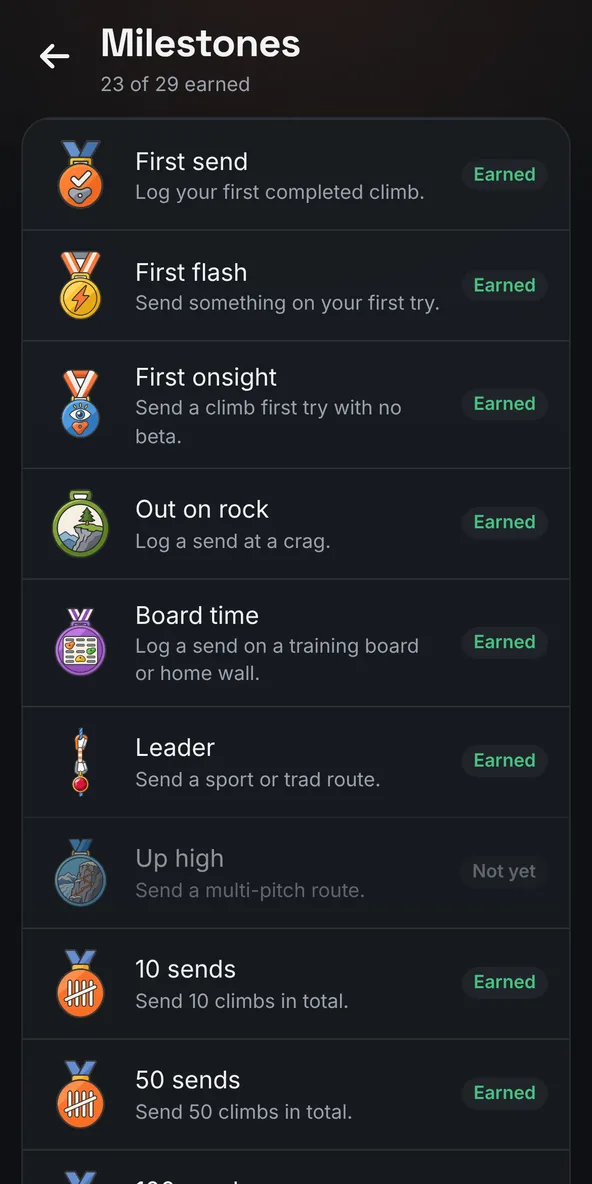 Milestones
23 of 29 earned
First send
Log your first completed climb.
Earned
First flash
Send something on your first try.
Earned
First onsight
Send a climb first try with no
beta.
Earned
Out on rock
Log a send at a crag.
Earned
Board time
Log a send on a training board
or home wall.
Earned
Leader
Send a sport or trad route.
Earned
Up high
Send a multi-pitch route.
Not yet
10 sends
Send 10 climbs in total.
Earned
50 sends
Send 50 climbs in total.
Earned